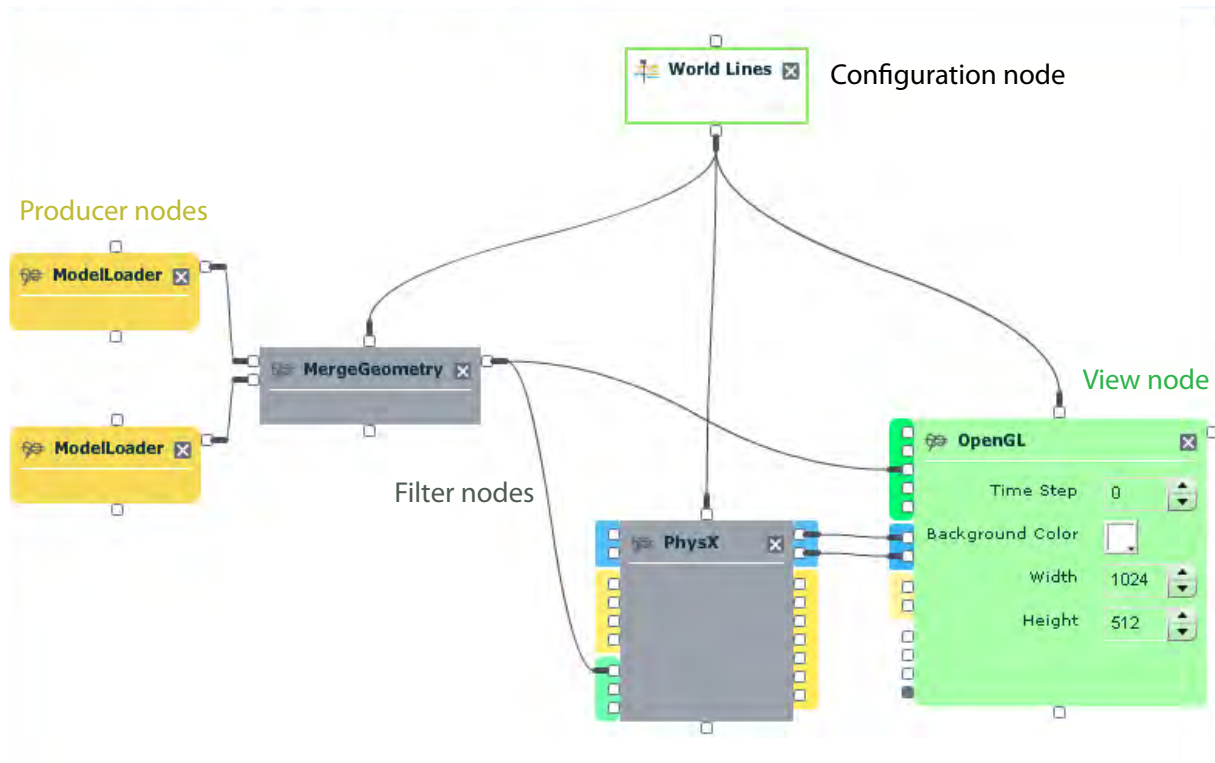 World Lines
Configuration node
Producer nodes
ModelLoader
MergeGeometry
View node
ModelLoader
OpenGL
Filter nodes
Time Step 0
PhysX
Background Color
Width 1024
Height 512